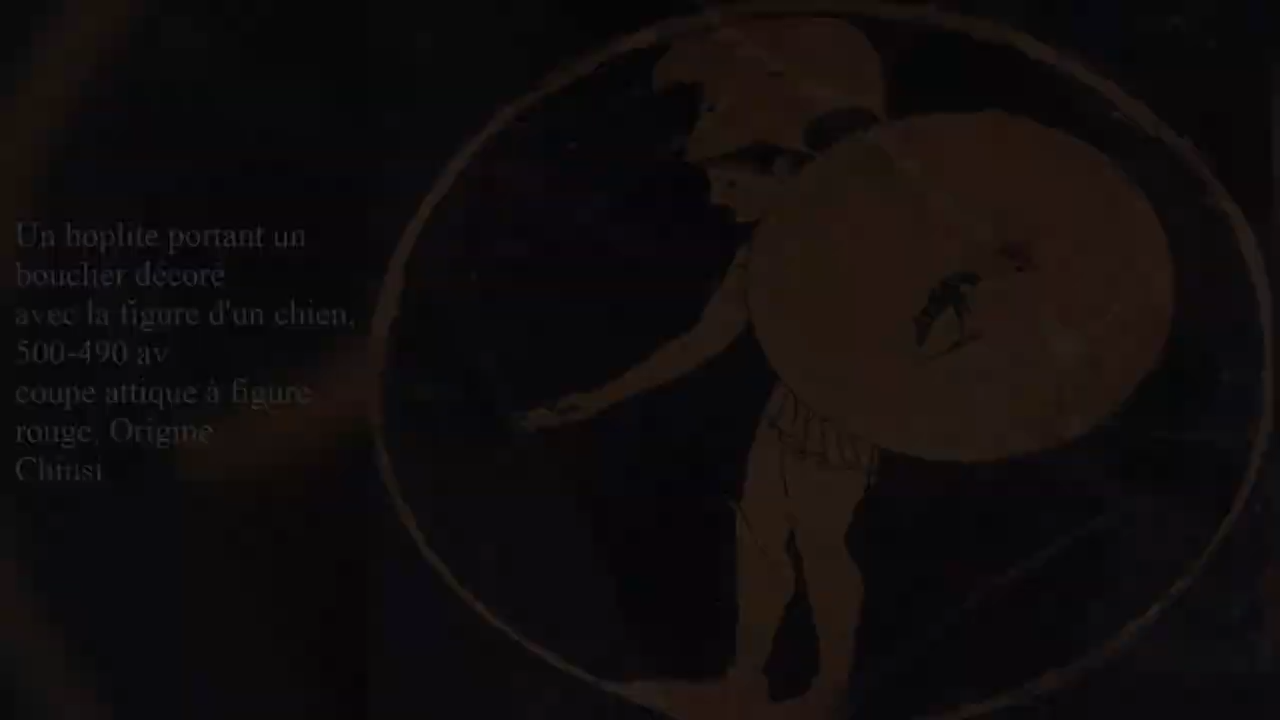 Un hoplite portant un
bouclier décoré
avec la figure d'un chien,
500-490 av
coupe attique à figure
rouge, Origine
Chiusi